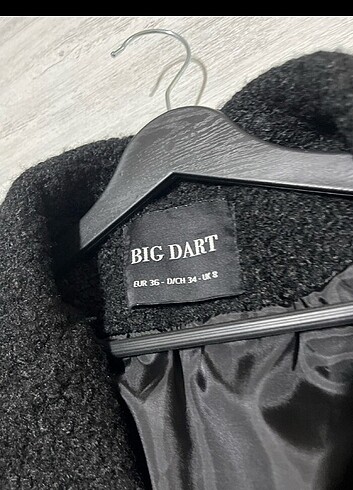 BIG DART
EUR 36 - D/CH 34 - UK 8